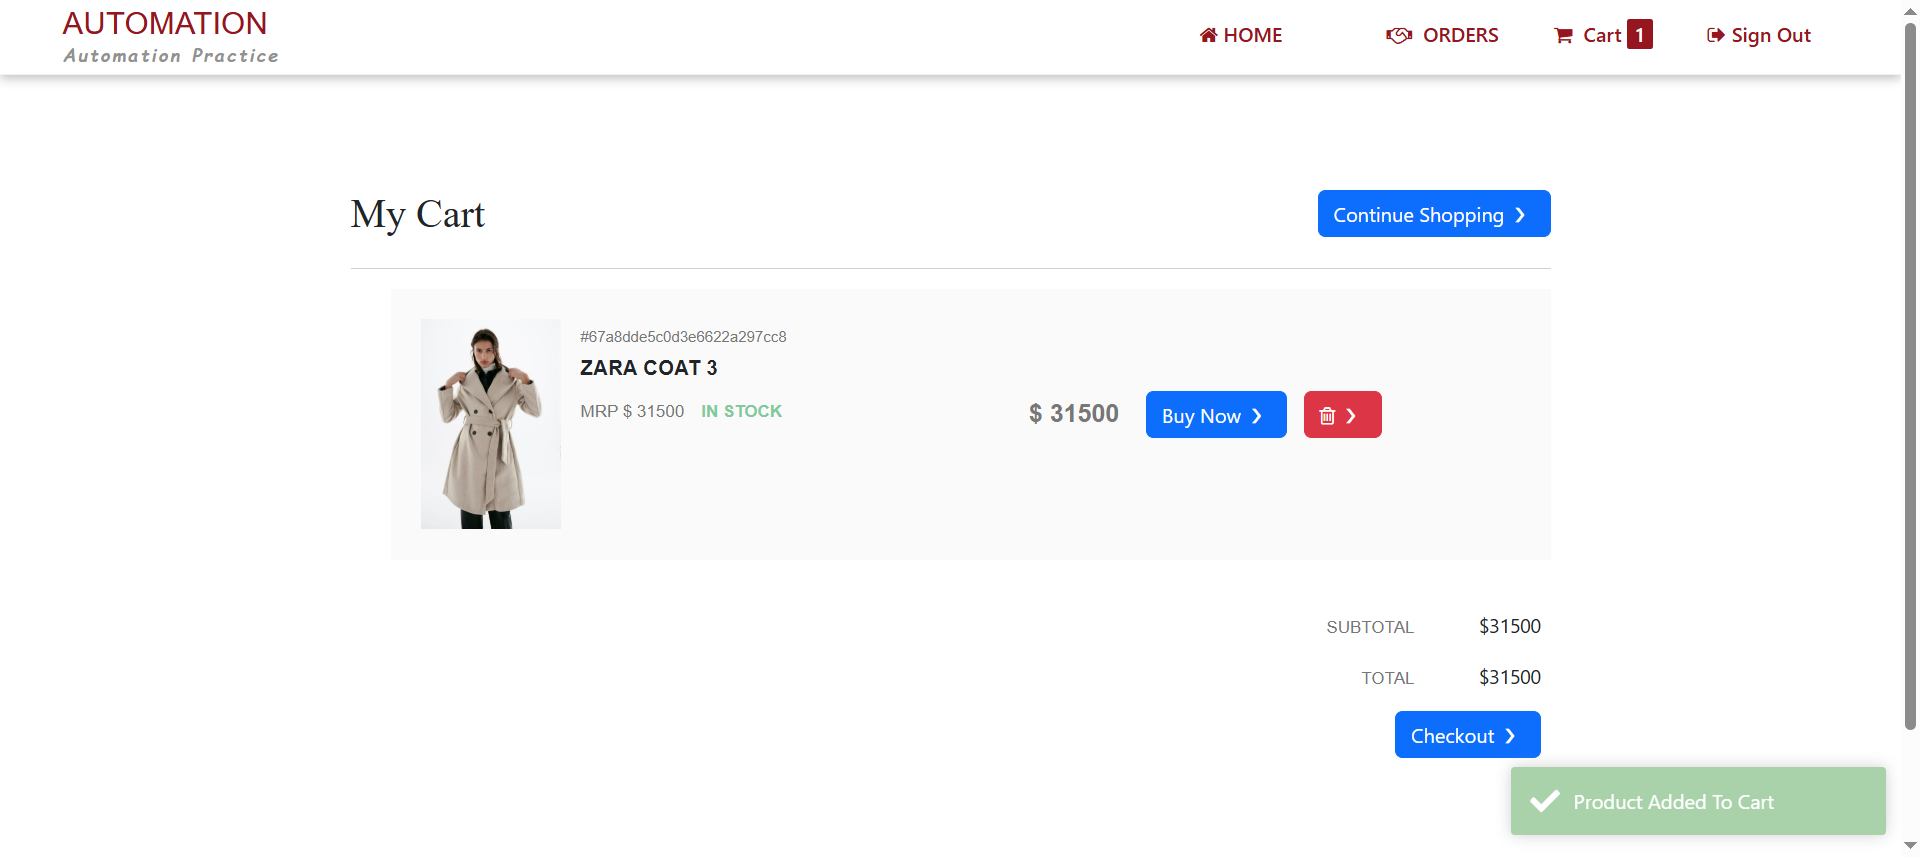 AUTOMATION
Automation Practice
HOME
ORDERS
Cart 1
Sign Out
My Cart
Continue Shopping ❯
#67a8dde5c0d3e6622a297cc8
ZARA COAT 3
MRP $ 31500 IN STOCK
$ 31500
Buy Now ❯
❯
SUBTOTAL $31500
TOTAL $31500
Checkout ❯
Product Added To Cart